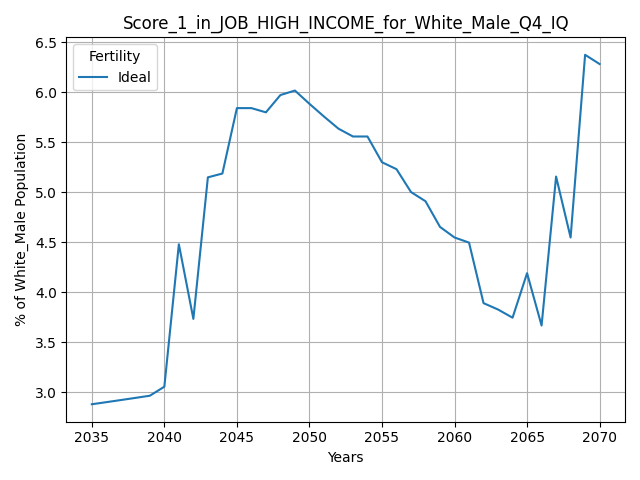 Score_1_in_JOB_HIGH_INCOME_for_White_Male_Q4_IQ
Fertility
Ideal
% of White_Male Population
6.5
6.0
5.5
5.0
4.5
4.0
3.5
3.0
2035 2040 2045 2050 2055 2060 2065 2070
Years